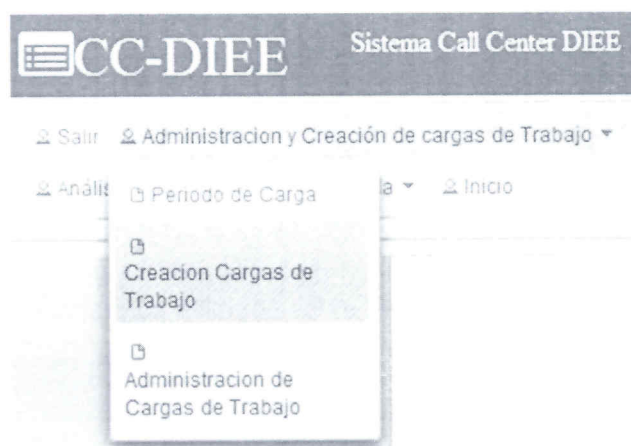 CC-DIEE
Sistema Call Center DIEE
Salir Administracion y Creación de cargas de Trabajo
Anális a Inicio
Periodo de Carga
Creacion Cargas de
Trabajo
Administracion de
Cargas de Trabajo